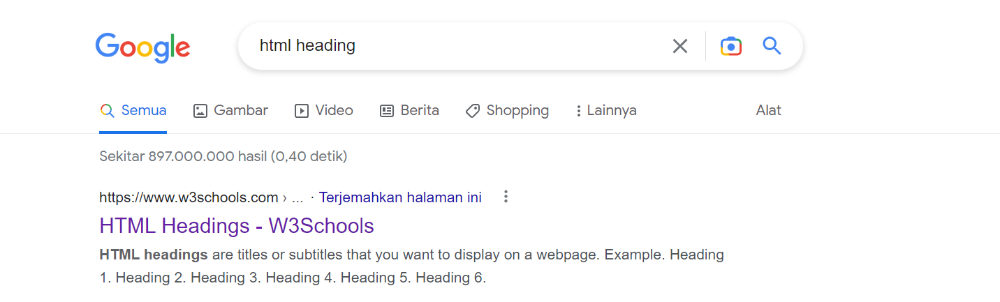 Google html heading
Semua Gambar Video Berita Shopping Lainnya Alat
Sekitar 897.000.000 hasil (0,40 detik)
https://www.w3schools.com › ... · Terjemahkan halaman ini
HTML Headings - W3Schools
HTML headings are titles or subtitles that you want to display on a webpage. Example. Heading
1. Heading 2. Heading 3. Heading 4. Heading 5. Heading 6.